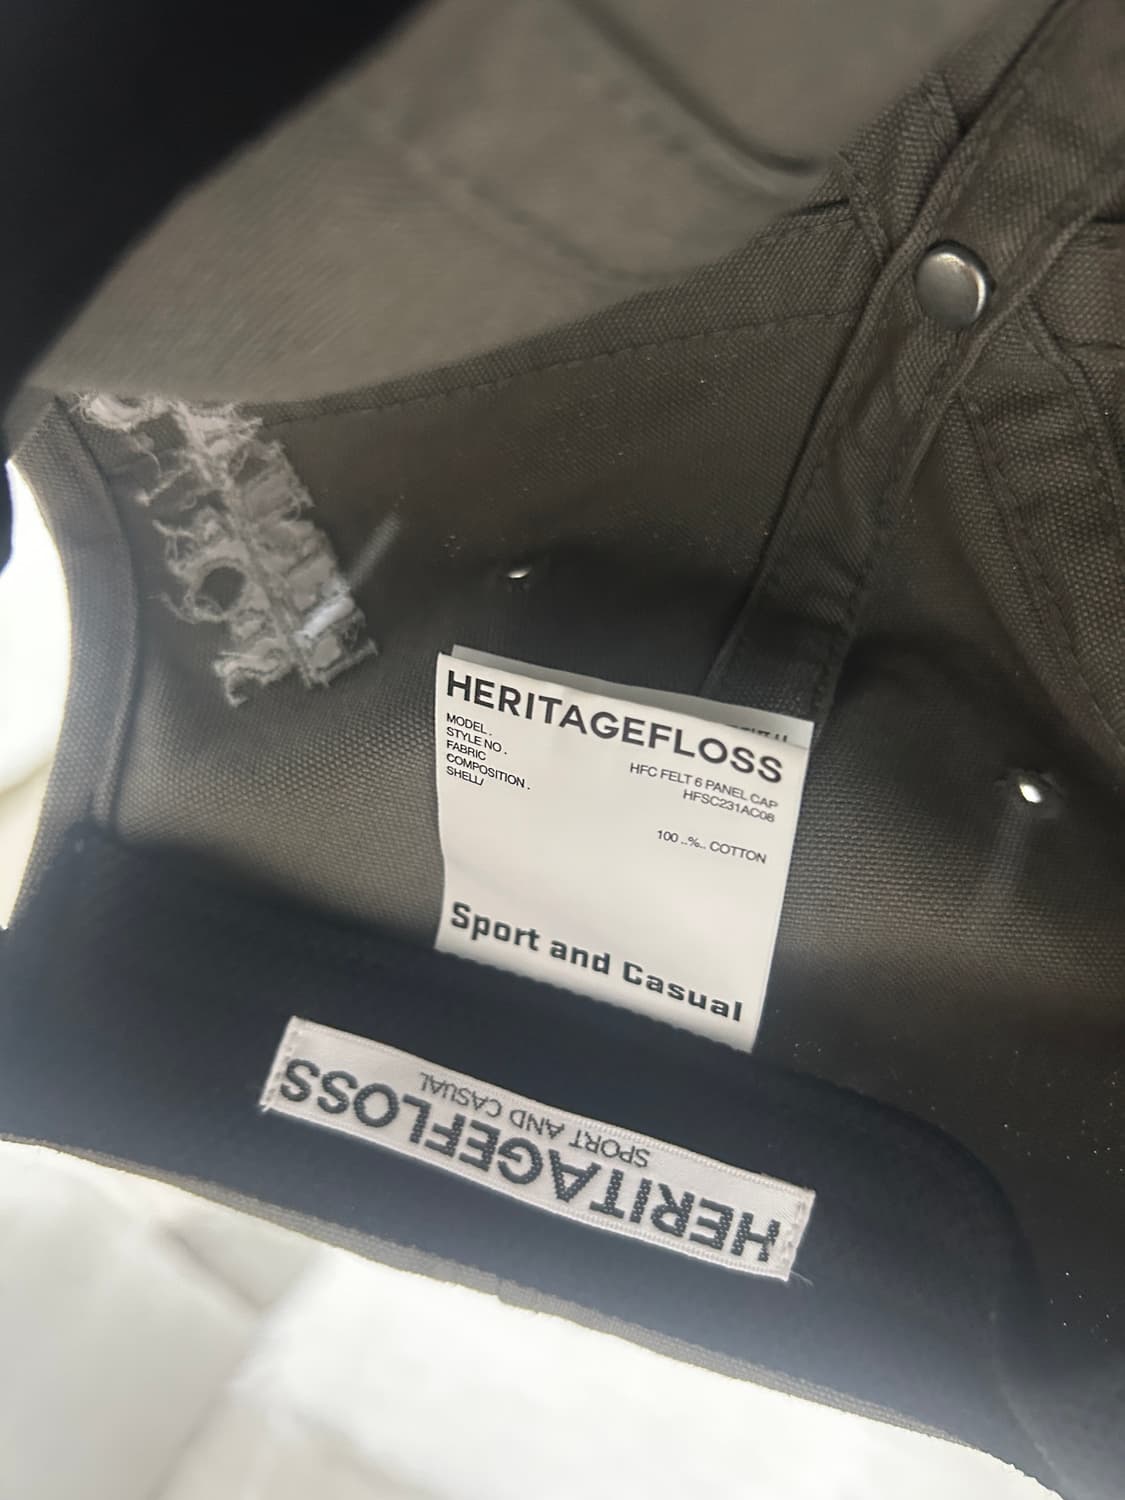 HERITAGEFLOSS
MODEL .
STYLE NO .
FABRIC
COMPOSITION .
SHELL/
HFC FELT 6 PANEL CAP
HFSC231AC08
100 ..%.. COTTON
Sport and Casual
HERITAGEFLOSS
SPORT AND CASUAL